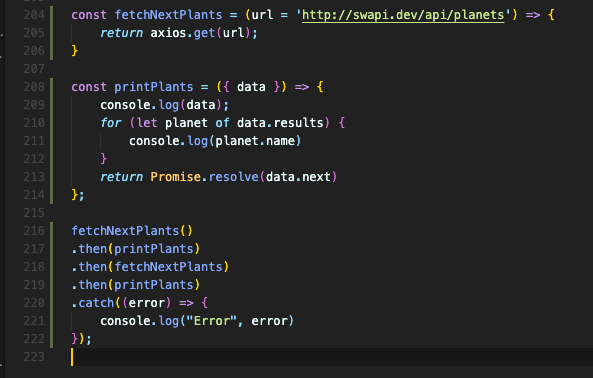 204 const fetchNextPlants = (url = 'http://swapi.dev/api/planets') => {
205     return axios.get(url);
206 }
207
208 const printPlants = ({ data }) => {
209     console.log(data);
210     for (let planet of data.results) {
211         console.log(planet.name)
212     }
213     return Promise.resolve(data.next)
214 };
215
216 fetchNextPlants()
217 .then(printPlants)
218 .then(fetchNextPlants)
219 .then(printPlants)
220 .catch((error) => {
221     console.log("Error", error)
222 });
223